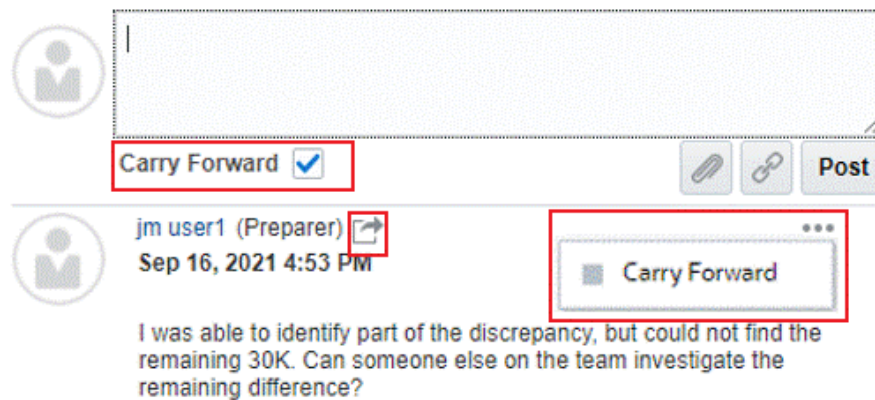 Carry Forward
Post
jm user1 (Preparer)
Sep 16, 2021 4:53 PM
Carry Forward
I was able to identify part of the discrepancy, but could not find the
remaining 30K. Can someone else on the team investigate the
remaining difference?